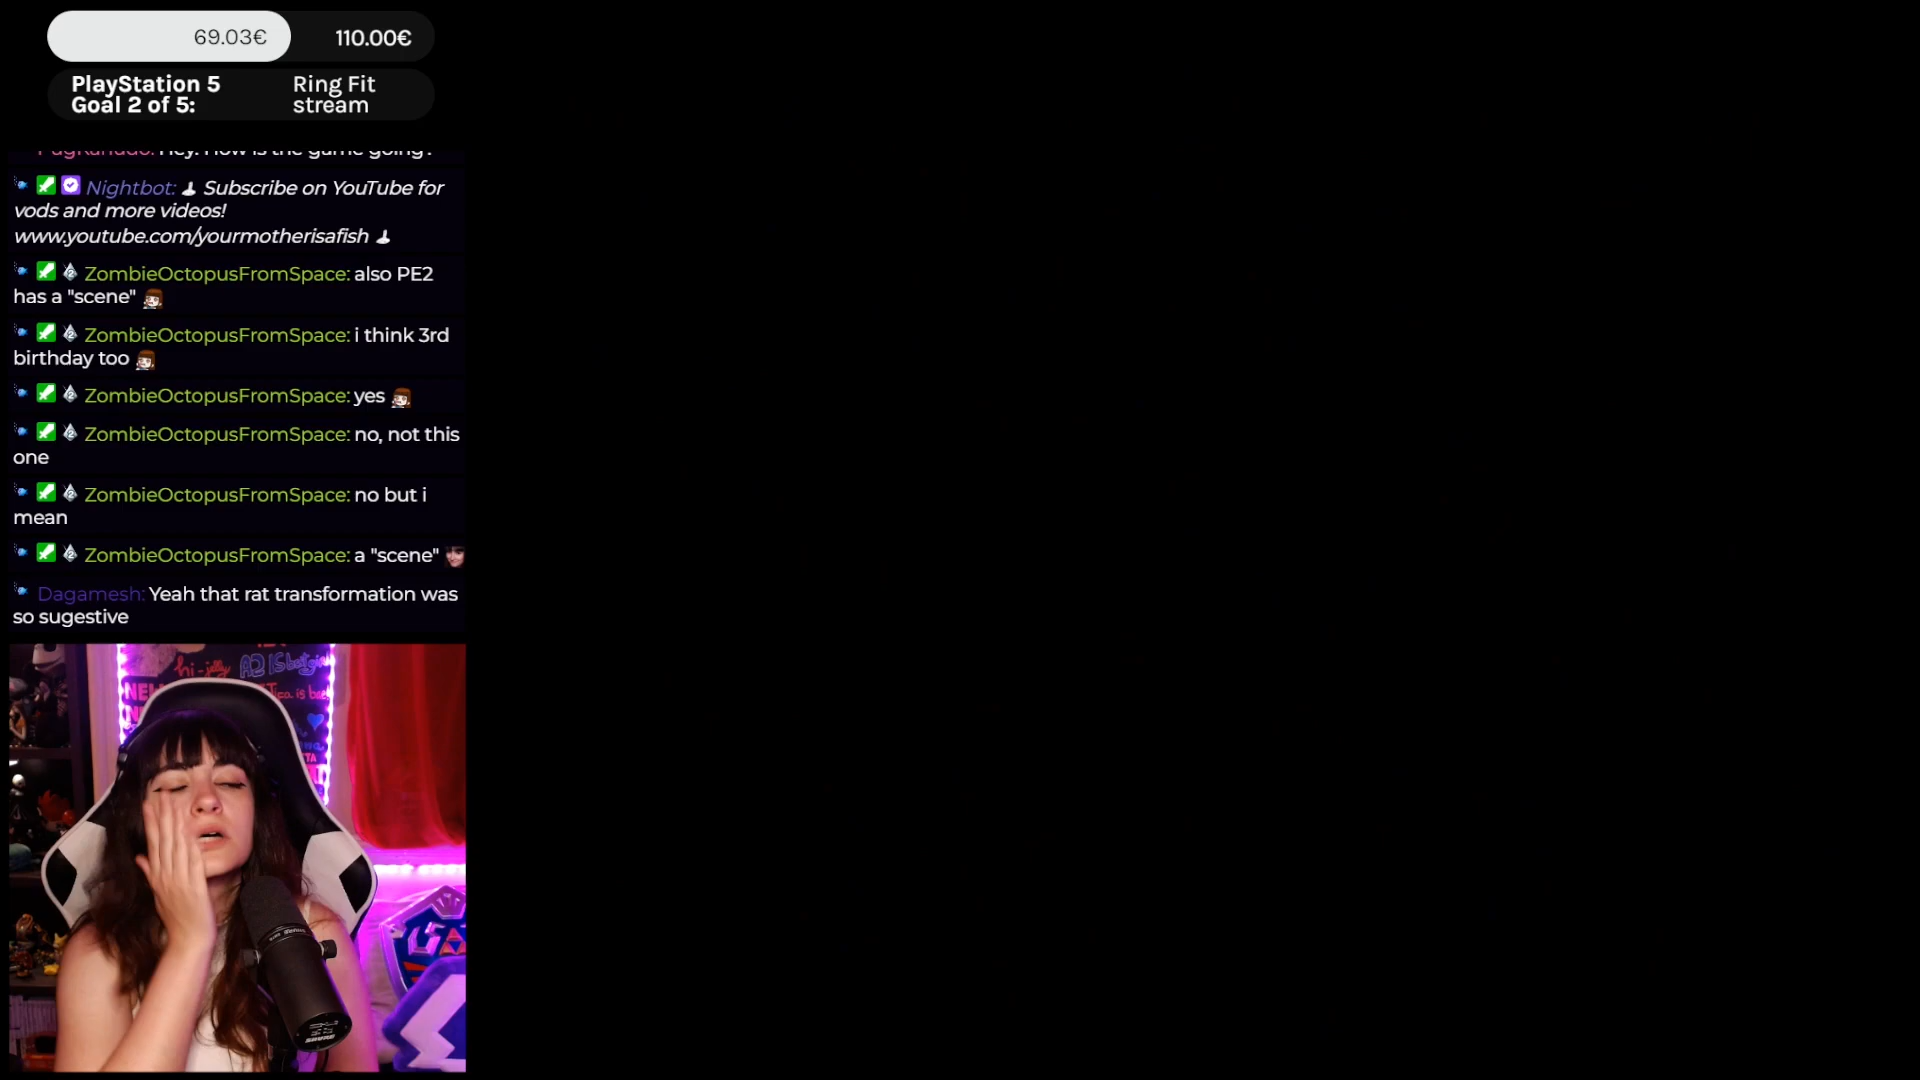 69.03€ 110.00€
PlayStation 5
Goal 2 of 5:
Ring Fit
stream
Nightbot: Subscribe on YouTube for
vods and more videos!
www.youtube.com/yourmotherisafish
ZombieOctopusFromSpace: also PE2
has a "scene"
ZombieOctopusFromSpace: i think 3rd
birthday too
ZombieOctopusFromSpace: yes
ZombieOctopusFromSpace: no, not this
one
ZombieOctopusFromSpace: no but i
mean
ZombieOctopusFromSpace: a "scene"
Dagamesh: Yeah that rat transformation was
so sugestive
hi-jelly
SHURE